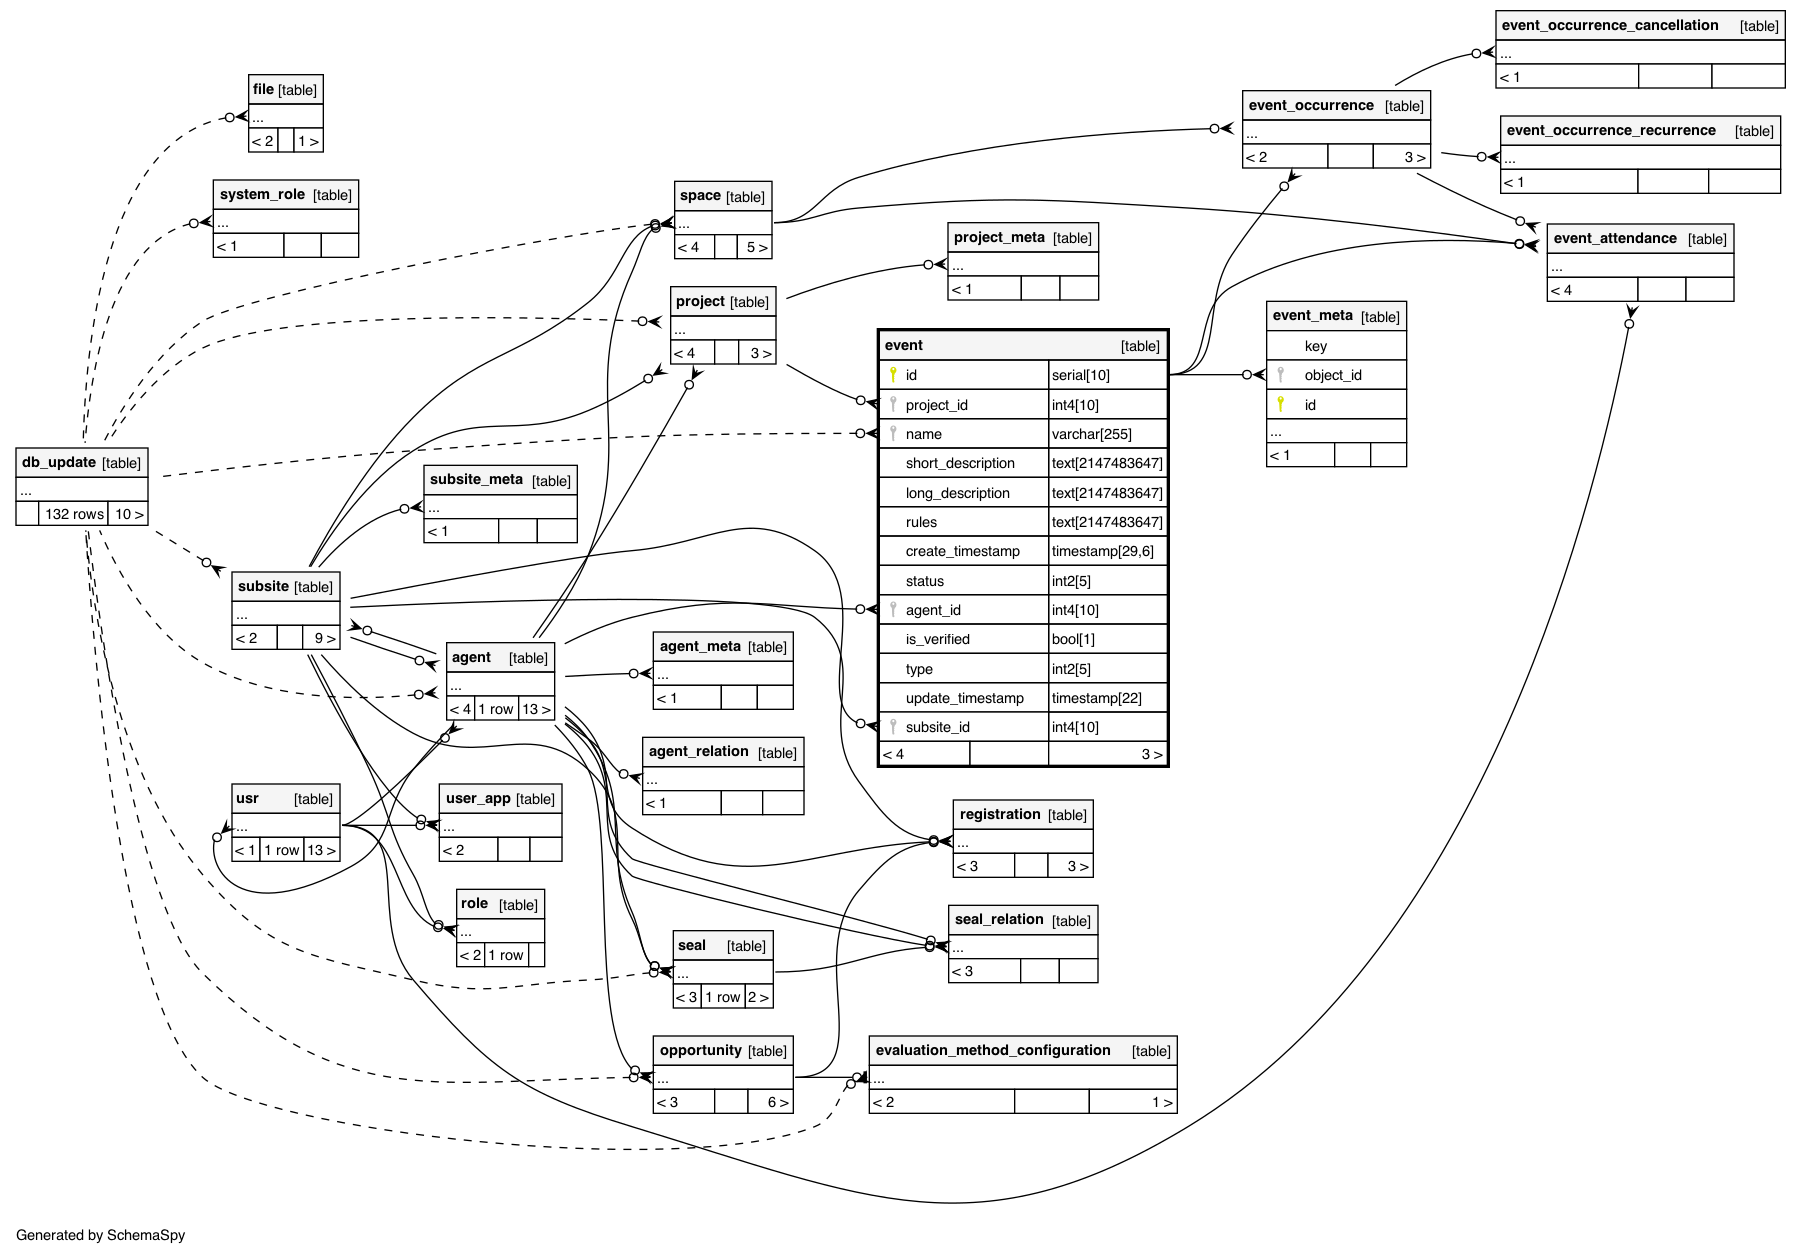 event_occurrence_cancellation [table]
...
< 1
file [table]
...
< 2 1 >
event_occurrence [table]
...
< 2 3 >
event_occurrence_recurrence [table]
...
< 1
system_role [table]
...
< 1
space [table]
...
< 4 5 >
project_meta [table]
...
< 1
event_attendance [table]
...
< 4
project [table]
...
< 4 3 >
event_meta [table]
key
object_id
id
...
< 1
event [table]
id serial[10]
project_id int4[10]
name varchar[255]
short_description text[2147483647]
long_description text[2147483647]
rules text[2147483647]
create_timestamp timestamp[29,6]
status int2[5]
agent_id int4[10]
is_verified bool[1]
type int2[5]
update_timestamp timestamp[22]
subsite_id int4[10]
< 4 3 >
db_update [table]
...
132 rows 10 >
subsite_meta [table]
...
< 1
subsite [table]
...
< 2 9 >
agent [table]
...
< 4 1 row 13 >
agent_meta [table]
...
< 1
agent_relation [table]
...
< 1
usr [table]
...
< 1 1 row 13 >
user_app [table]
...
< 2
registration [table]
...
< 3 3 >
role [table]
...
< 2 1 row
seal [table]
...
< 3 1 row 2 >
seal_relation [table]
...
< 3
opportunity [table]
...
< 3 6 >
evaluation_method_configuration [table]
...
< 2 1 >
Generated by SchemaSpy